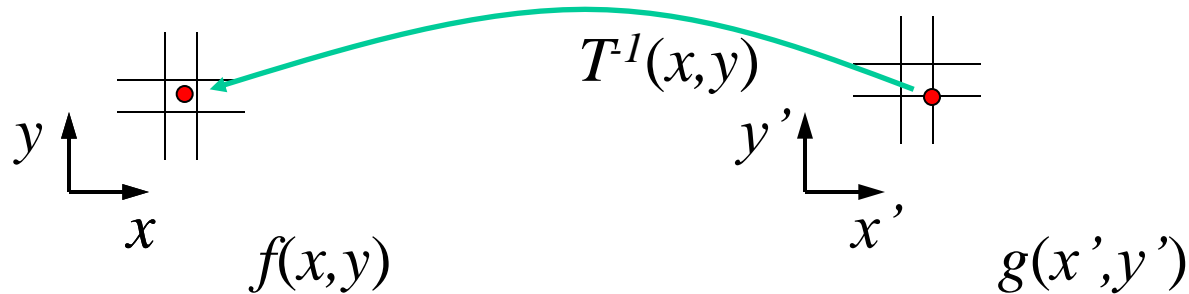 T⁻¹(x,y)
y
y’
x
x’
f(x,y)
g(x’,y’)